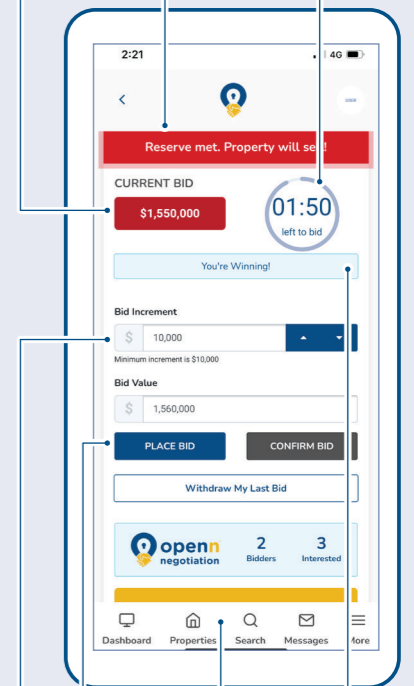 2:21
4G
Reserve met. Property will sell!
CURRENT BID
$1,550,000
01:50
left to bid
You're Winning!
Bid Increment
$ 10,000
Minimum increment is $10,000
Bid Value
$ 1,560,000
PLACE BID
CONFIRM BID
Withdraw My Last Bid
openn
negotiation
2
Bidders
3
Interested
Dashboard
Properties
Search
Messages
More